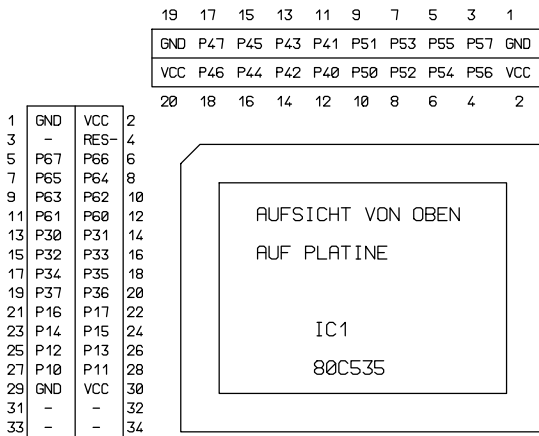 19 17 15 13 11 9 7 5 3 1
GND P47 P45 P43 P41 P51 P53 P55 P57 GND
VCC P46 P44 P42 P40 P50 P52 P54 P56 VCC
20 18 16 14 12 10 8 6 4 2
1 GND VCC 2
3 - RES- 4
5 P67 P66 6
7 P65 P64 8
9 P63 P62 10
11 P61 P60 12
13 P30 P31 14
15 P32 P33 16
17 P34 P35 18
19 P37 P36 20
21 P16 P17 22
23 P14 P15 24
25 P12 P13 26
27 P10 P11 28
29 GND VCC 30
31 - - 32
33 - - 34
AUFSICHT VON OBEN
AUF PLATINE
IC1
80C535